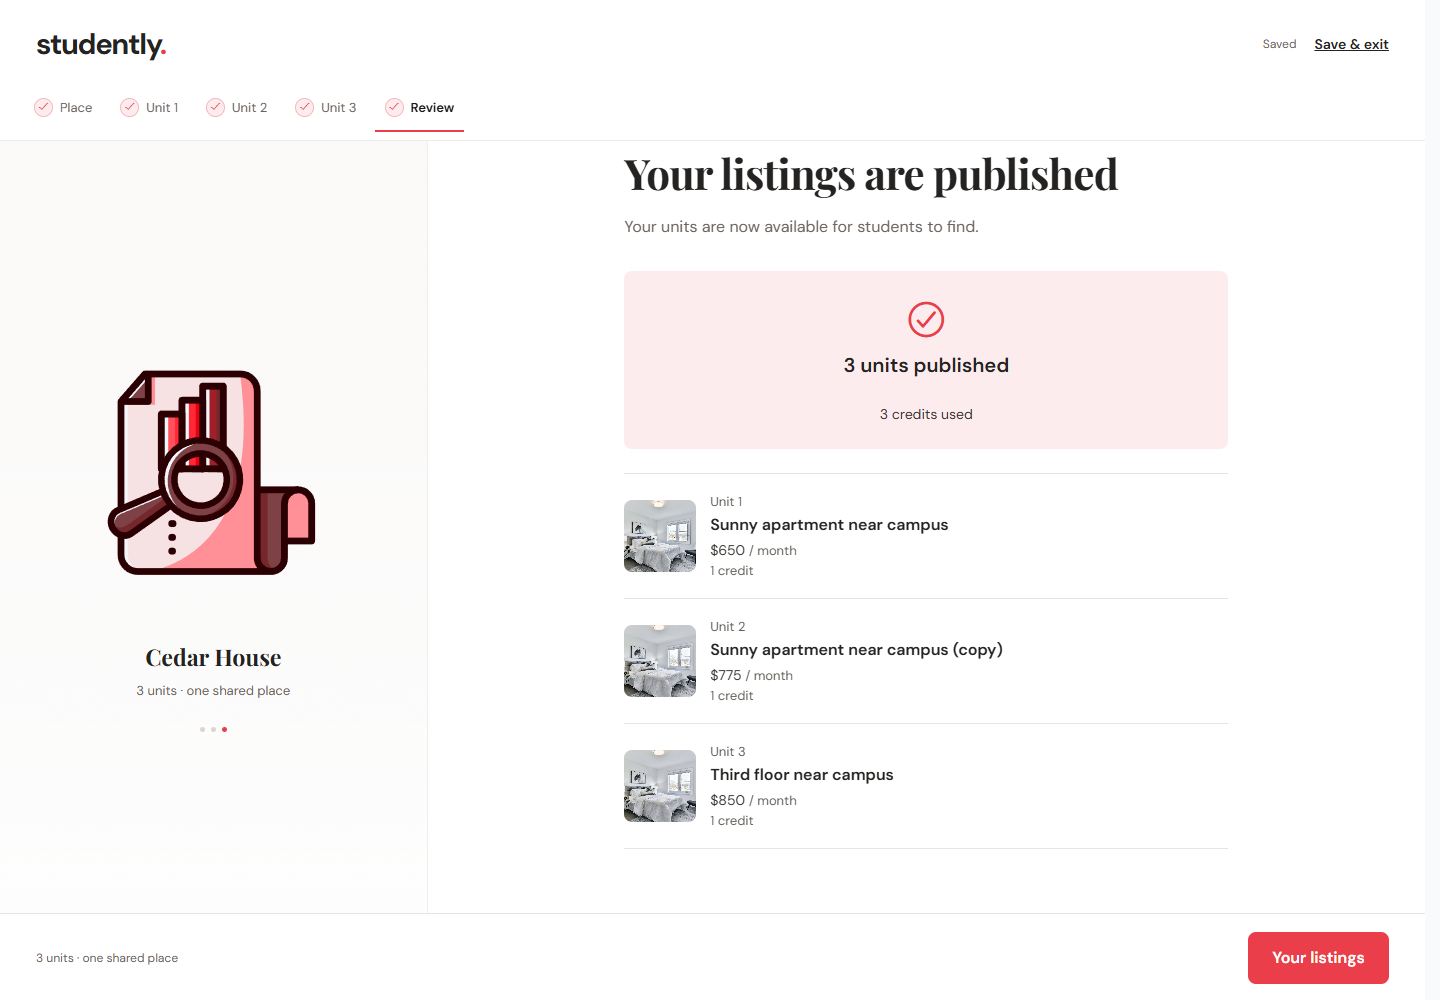 studently.
Saved
Save & exit
Place
Unit 1
Unit 2
Unit 3
Review
Your listings are published
Your units are now available for students to find.
3 units published
3 credits used
Unit 1
Sunny apartment near campus
$650 / month
1 credit
Unit 2
Sunny apartment near campus (copy)
$775 / month
1 credit
Unit 3
Third floor near campus
$850 / month
1 credit
Cedar House
3 units · one shared place
3 units · one shared place
Your listings